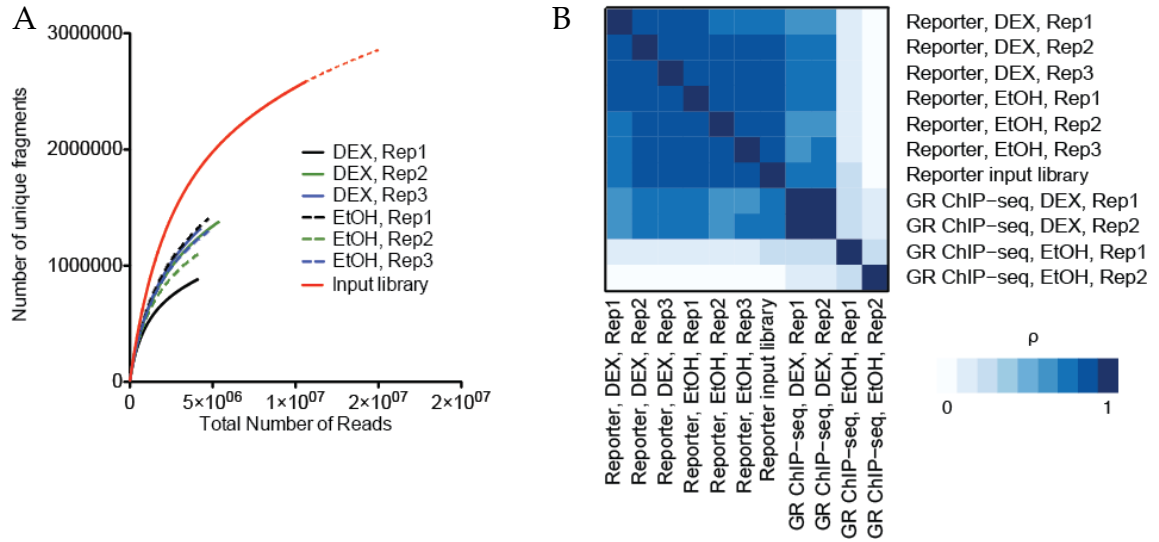 A
3000000
2000000
1000000
0
Number of unique fragments
DEX, Rep1
DEX, Rep2
DEX, Rep3
EtOH, Rep1
EtOH, Rep2
EtOH, Rep3
Input library
0
5×10⁰⁶
1×10⁰⁷
2×10⁰⁷
2×10⁰⁷
Total Number of Reads
B
Reporter, DEX, Rep1
Reporter, DEX, Rep2
Reporter, DEX, Rep3
Reporter, EtOH, Rep1
Reporter, EtOH, Rep2
Reporter, EtOH, Rep3
Reporter input library
GR ChIP−seq, DEX, Rep1
GR ChIP−seq, DEX, Rep2
GR ChIP−seq, EtOH, Rep1
GR ChIP−seq, EtOH, Rep2
Reporter, DEX, Rep1
Reporter, DEX, Rep2
Reporter, DEX, Rep3
Reporter, EtOH, Rep1
Reporter, EtOH, Rep2
Reporter, EtOH, Rep3
Reporter input library
GR ChIP−seq, DEX, Rep1
GR ChIP−seq, DEX, Rep2
GR ChIP−seq, EtOH, Rep1
GR ChIP−seq, EtOH, Rep2
ρ
0
1